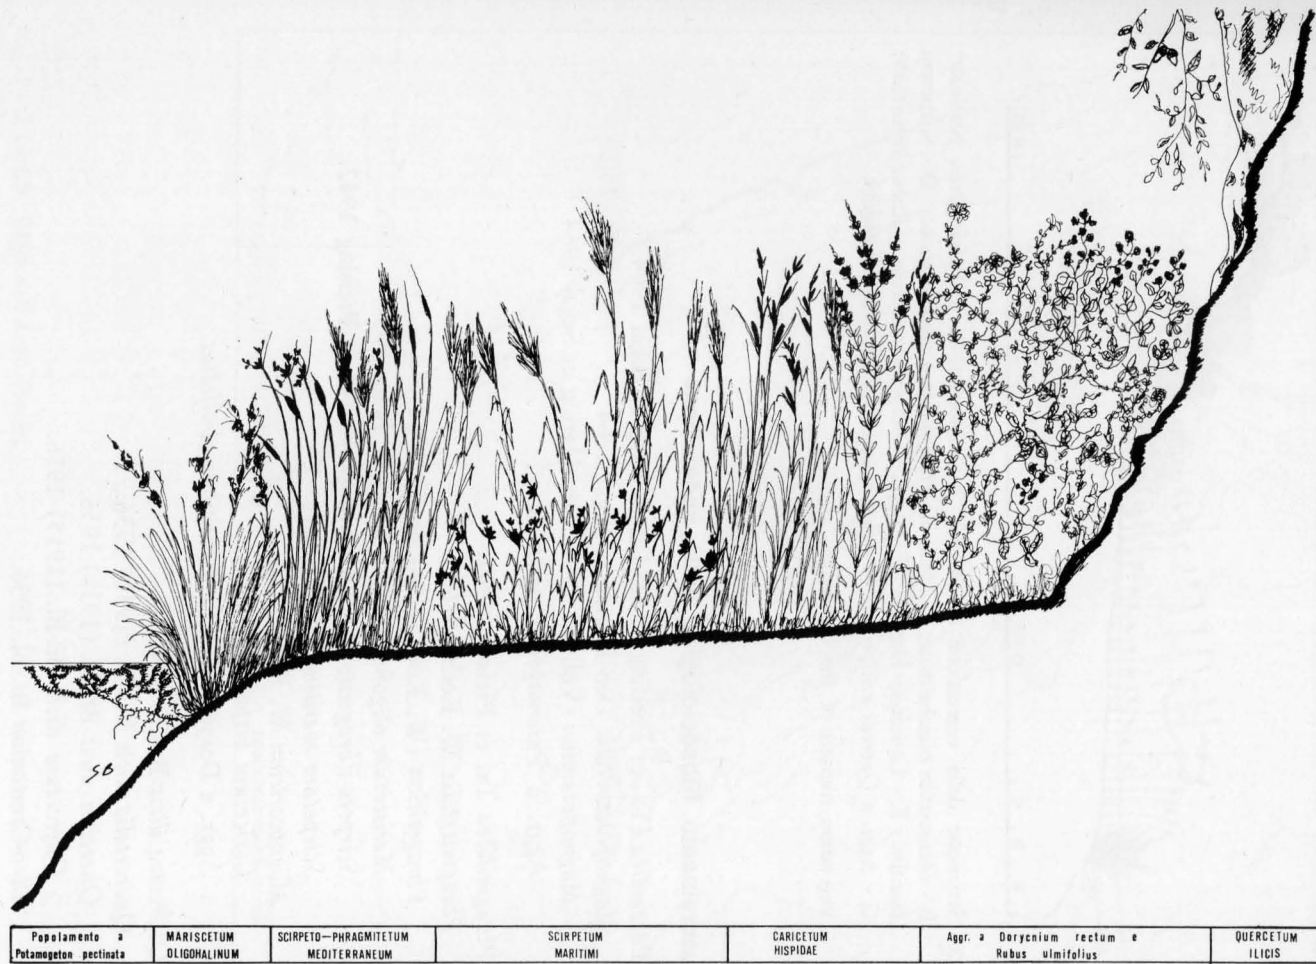 SB
Popolamento a
Potamogeton pectinata
MARISCETUM
OLIGOHALINUM
SCIRPETO—PHRAGMITETUM
MEDITERRANEUM
SCIRPETUM
MARITIMI
CARICETUM
HISPIDAE
Aggr. a Dorycnium rectum e
Rubus ulmifolius
QUERCETUM
ILICIS